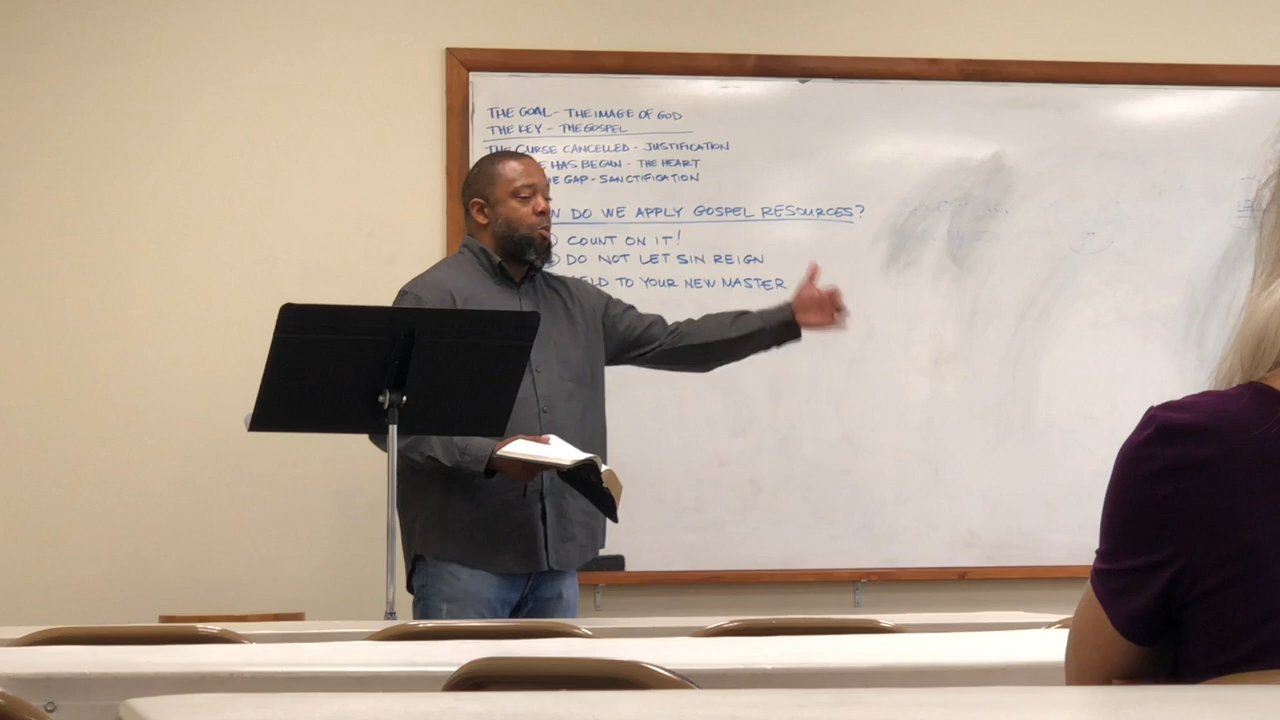 THE GOAL - THE IMAGE OF GOD
THE KEY - THE GOSPEL
THE CURSE CANCELLED - JUSTIFICATION
HAS BEGUN - THE HEART
GAP - SANCTIFICATION
DO WE APPLY GOSPEL RESOURCES?
COUNT ON IT!
DO NOT LET SIN REIGN
TO YOUR NEW MASTER